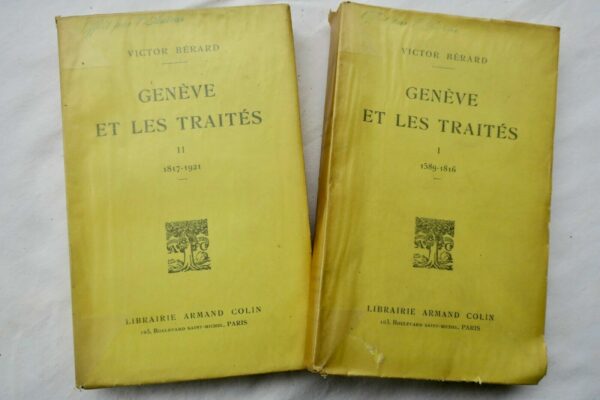 VICTOR BÉRARD
GENÈVE
ET LES TRAITÉS
II
1817-1921
LIBRAIRIE ARMAND COLIN
103, BOULEVARD SAINT-MICHEL, PARIS
VICTOR BÉRARD
GENÈVE
ET LES TRAITÉS
I
1589-1816
LIBRAIRIE ARMAND COLIN
103, BOULEVARD SAINT-MICHEL, PARIS